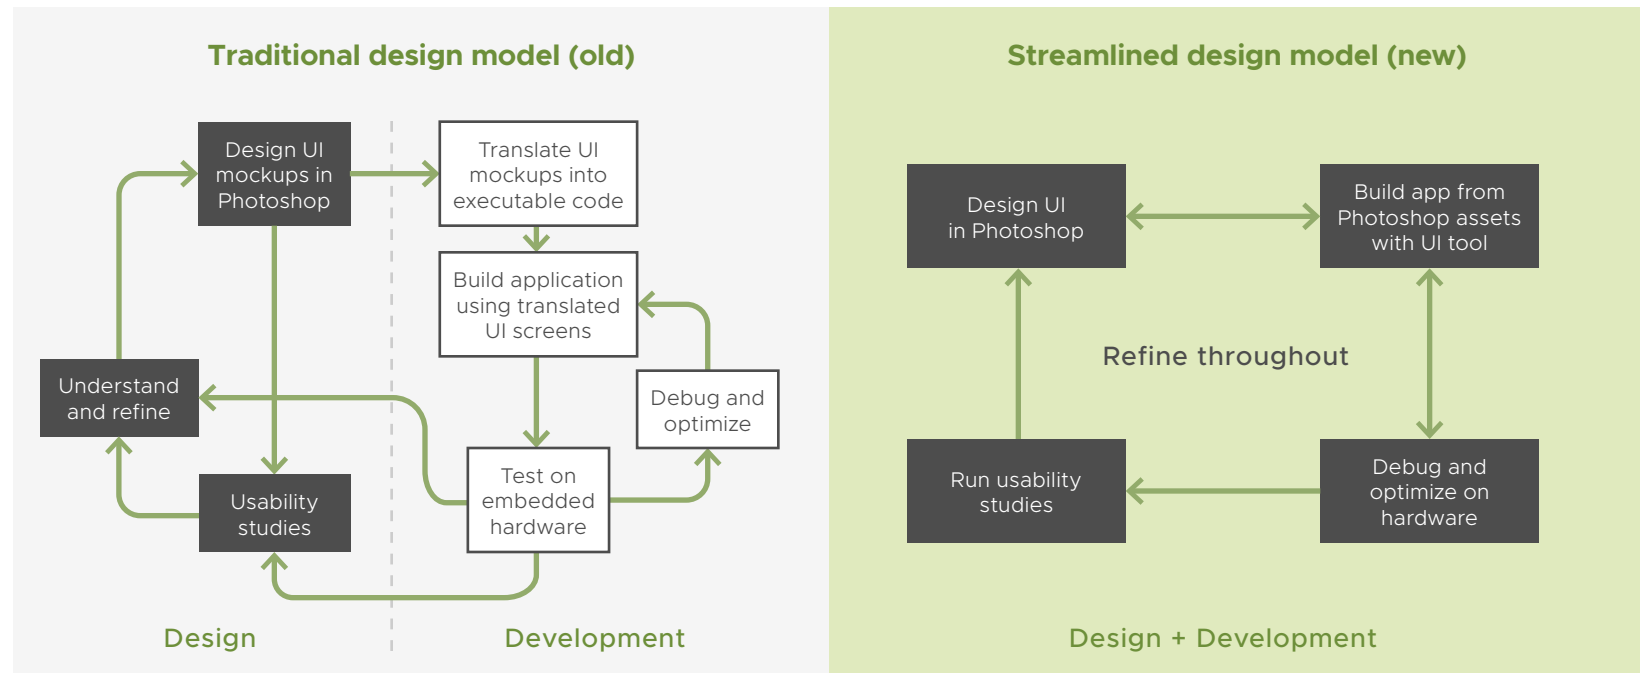 Traditional design model (old)
Design UI
mockups in
Photoshop
Translate UI
mockups into
executable code
Build application
using translated
UI screens
Understand
and refine
Debug and
optimize
Usability
studies
Test on
embedded
hardware
Design
Development
Streamlined design model (new)
Design UI
in Photoshop
Build app from
Photoshop assets
with UI tool
Refine throughout
Run usability
studies
Debug and
optimize on
hardware
Design + Development